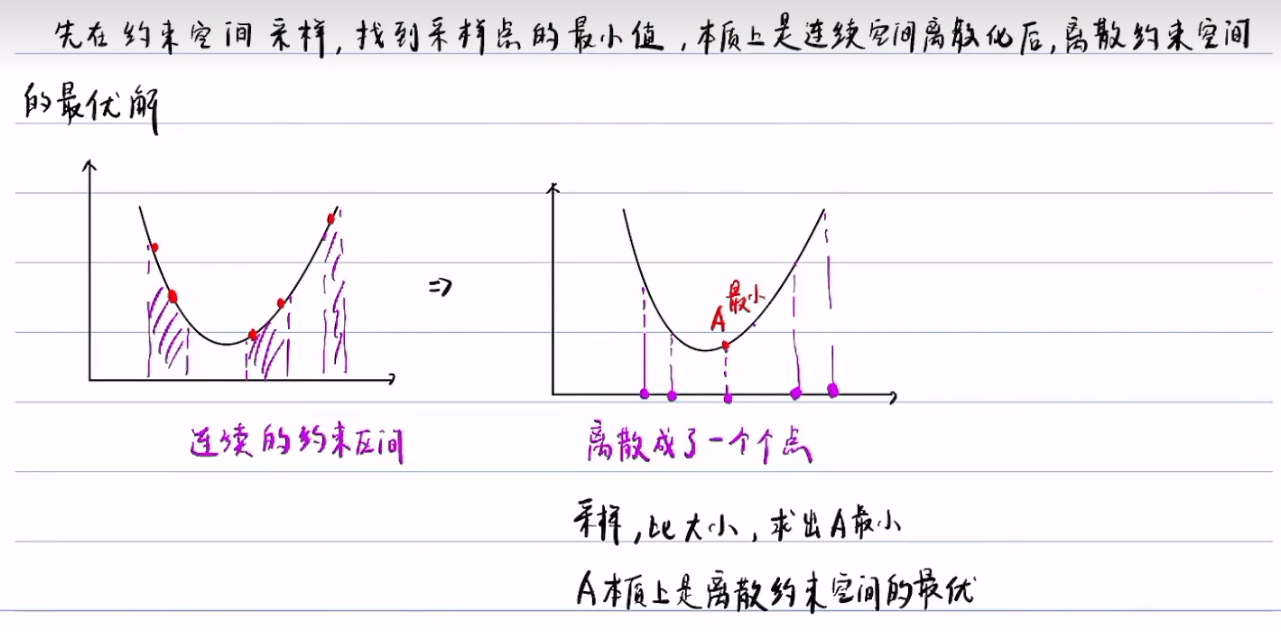 先在约束空间采样，找到采样点的最小值，本质上是连续空间离散化后，离散约束空间
的最优解
⇒
A最小
连续的约束区间
离散成了一个个点
采样，比大小，求出A最小
A本质上是离散约束空间的最优